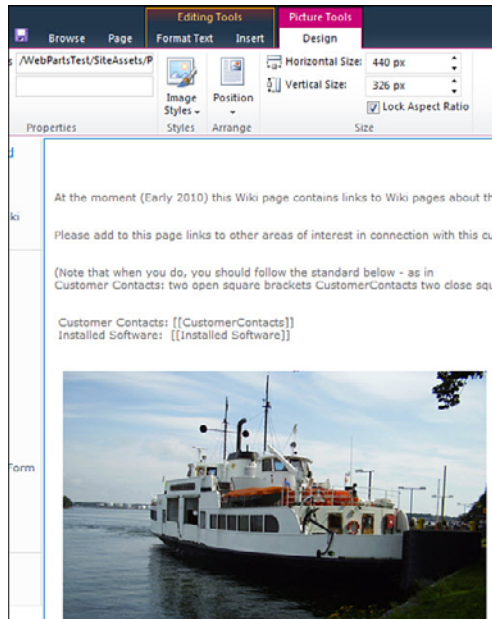 Editing Tools Picture Tools
Browse Page Format Text Insert Design
/WebPartsTest/SiteAssets/P
Horizontal Size: 440 px
Vertical Size: 326 px
Image Styles Position
Lock Aspect Ratio
Properties Styles Arrange Size
At the moment (Early 2010) this Wiki page contains links to Wiki pages about
Please add to this page links to other areas of interest in connection with this
(Note that when you do, you should follow the standard below - as in
Customer Contacts: two open square brackets CustomerContacts two close
Customer Contacts: [[CustomerContacts]]
Installed Software: [[Installed Software]]
Form